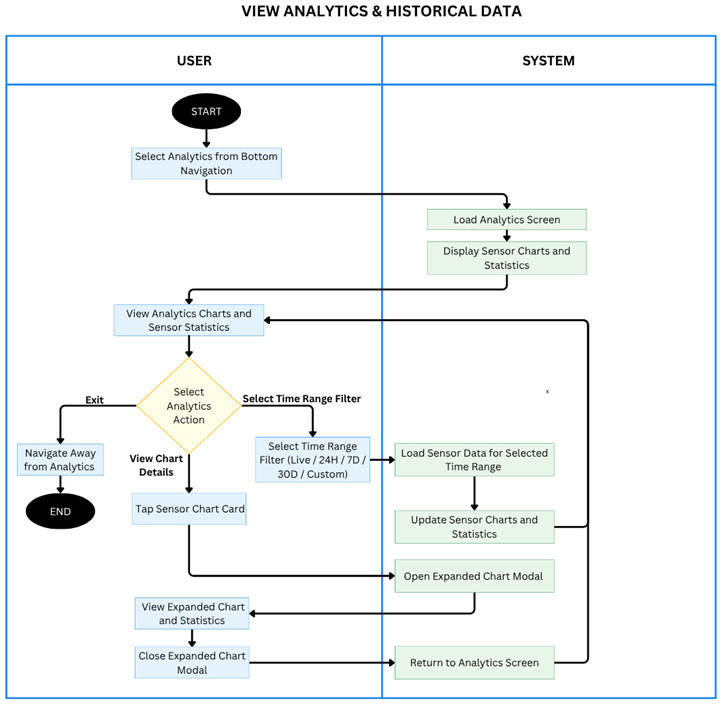 VIEW ANALYTICS & HISTORICAL DATA
USER
SYSTEM
START
Select Analytics from Bottom
Navigation
Load Analytics Screen
Display Sensor Charts and
Statistics
View Analytics Charts and
Sensor Statistics
Select
Analytics
Action
Exit
Select Time Range Filter
x
Navigate Away
from Analytics
View Chart
Details
Select Time Range
Filter (Live / 24H / 7D /
30D / Custom)
Load Sensor Data for Selected
Time Range
END
Tap Sensor Chart Card
Update Sensor Charts and
Statistics
Open Expanded Chart Modal
View Expanded Chart
and Statistics
Close Expanded Chart
Modal
Return to Analytics Screen